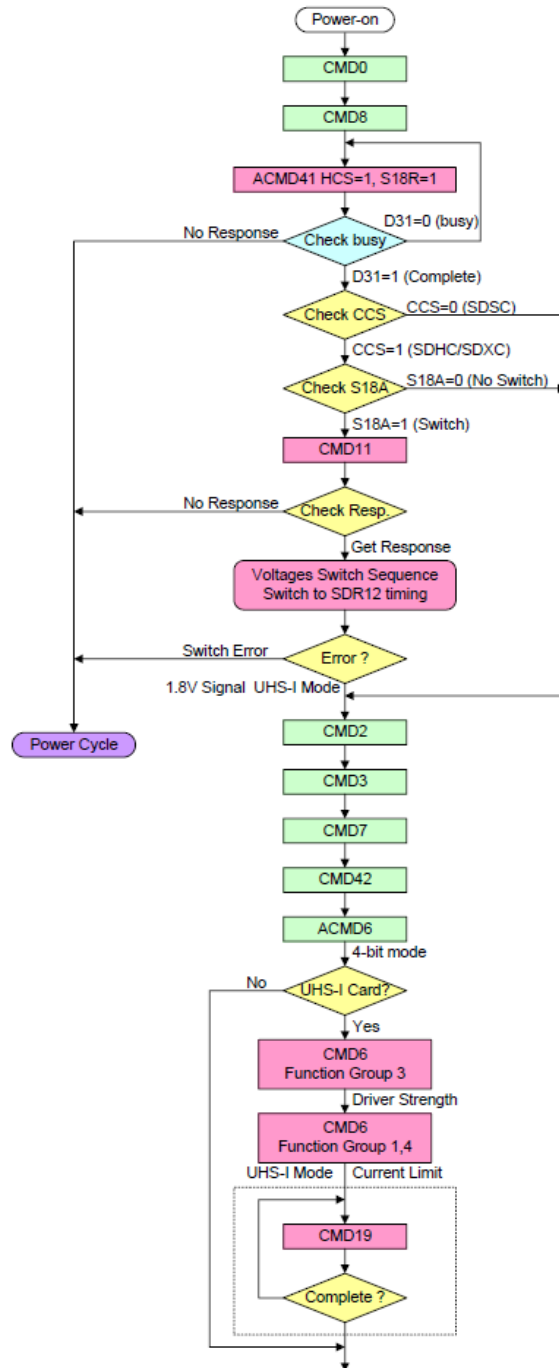 Power-on
CMD0
CMD8
ACMD41 HCS=1, S18R=1
D31=0 (busy)
No Response
Check busy
D31=1 (Complete)
Check CCS
CCS=0 (SDSC)
CCS=1 (SDHC/SDXC)
Check S18A
S18A=0 (No Switch)
S18A=1 (Switch)
CMD11
No Response
Check Resp.
Get Response
Voltages Switch Sequence
Switch to SDR12 timing
Switch Error
Error ?
1.8V Signal UHS-I Mode
Power Cycle
CMD2
CMD3
CMD7
CMD42
ACMD6
4-bit mode
No
UHS-I Card?
Yes
CMD6
Function Group 3
Driver Strength
CMD6
Function Group 1,4
UHS-I Mode
Current Limit
CMD19
Complete ?